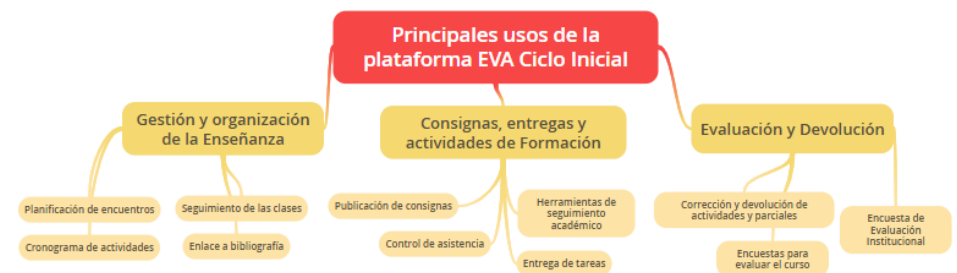 Principales usos de la
plataforma EVA Ciclo Inicial
Gestión y organización
de la Enseñanza
Planificación de encuentros
Seguimiento de las clases
Cronograma de actividades
Enlace a bibliografía
Consignas, entregas y
actividades de Formación
Publicación de consignas
Herramientas de
seguimiento
académico
Control de asistencia
Entrega de tareas
Evaluación y Devolución
Corrección y devolución de
actividades y parciales
Encuestas para
evaluar el curso
Encuesta de
Evaluación
Institucional